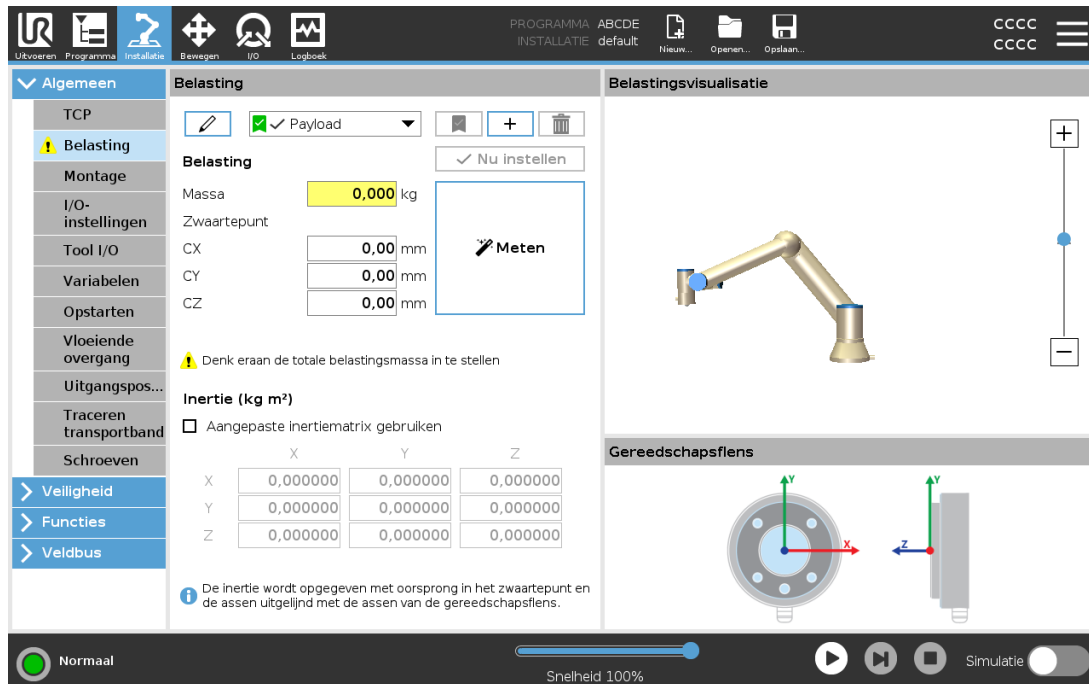 Uitvoeren Programma Installatie Bewegen I/O Logboek
PROGRAMMA ABCDE
INSTALLATIE default
Nieuw... Openen... Opslaan...
CCCC
CCCC
Algemeen
TCP
Belasting
Montage
I/O-
instellingen
Tool I/O
Variabelen
Opstarten
Vloeiende
overgang
Uitgangspos...
Traceren
transportband
Schroeven
Veiligheid
Functies
Veldbus
Belasting
Payload
Belasting
Nu instellen
Massa 0,000 kg
Zwaartepunt
CX 0,00 mm
CY 0,00 mm
CZ 0,00 mm
Meten
Denk eraan de totale belastingsmassa in te stellen
Inertie (kg m²)
Aangepaste inertiematrix gebruiken
X Y Z
X 0,000000 0,000000 0,000000
Y 0,000000 0,000000 0,000000
Z 0,000000 0,000000 0,000000
De inertie wordt opgegeven met oorsprong in het zwaartepunt en
de assen uitgelijnd met de assen van de gereedschapsflens.
Belastingsvisualisatie
Gereedschapsflens
Y
X
Y
Z
Normaal
Snelheid 100%
Simulatie